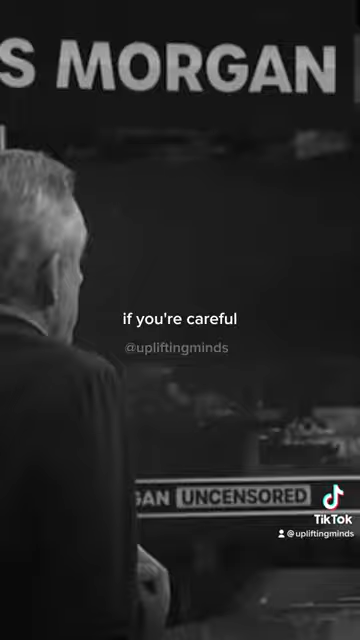 S MORGAN
if you're careful
@upliftingminds
GAN UNCENSORED
TikTok
@upliftingminds